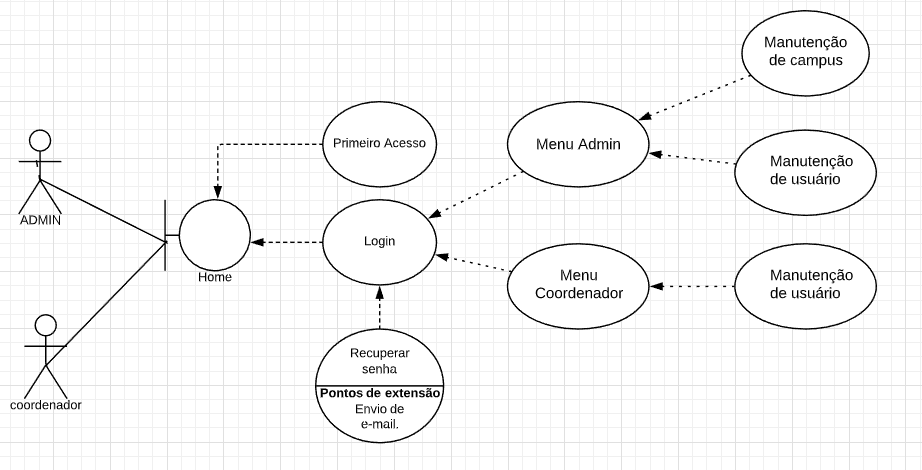 Manutenção
de campus
Primeiro Acesso
Menu Admin
Manutenção
de usuário
ADMIN
Home
Login
Menu
Coordenador
Manutenção
de usuário
Recuperar
senha
Pontos de extensão
Envio de
e-mail.
coordenador